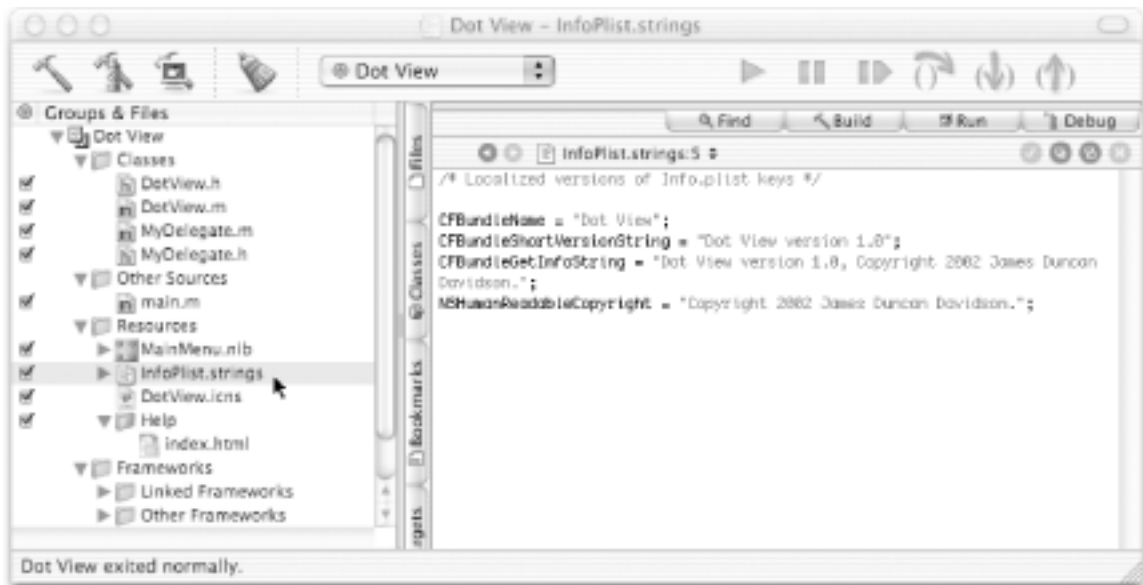 Dot View – InfoPlist.strings
Dot View
Groups & Files
Dot View
Classes
DotView.h
DotView.m
MyDelegate.m
MyDelegate.h
Other Sources
main.m
Resources
MainMenu.nib
InfoPlist.strings
DotView.icns
Help
index.html
Frameworks
Linked Frameworks
Other Frameworks
Files
Classes
Bookmarks
rgets
Find
Build
Run
Debug
InfoPlist.strings:5
/* Localized versions of Info.plist keys */
CFBundleName = "Dot View";
CFBundleShortVersionString = "Dot View version 1.0";
CFBundleGetInfoString = "Dot View version 1.0, Copyright 2002 James Duncan
Davidson.";
NSHumanReadableCopyright = "Copyright 2002 James Duncan Davidson.";
Dot View exited normally.